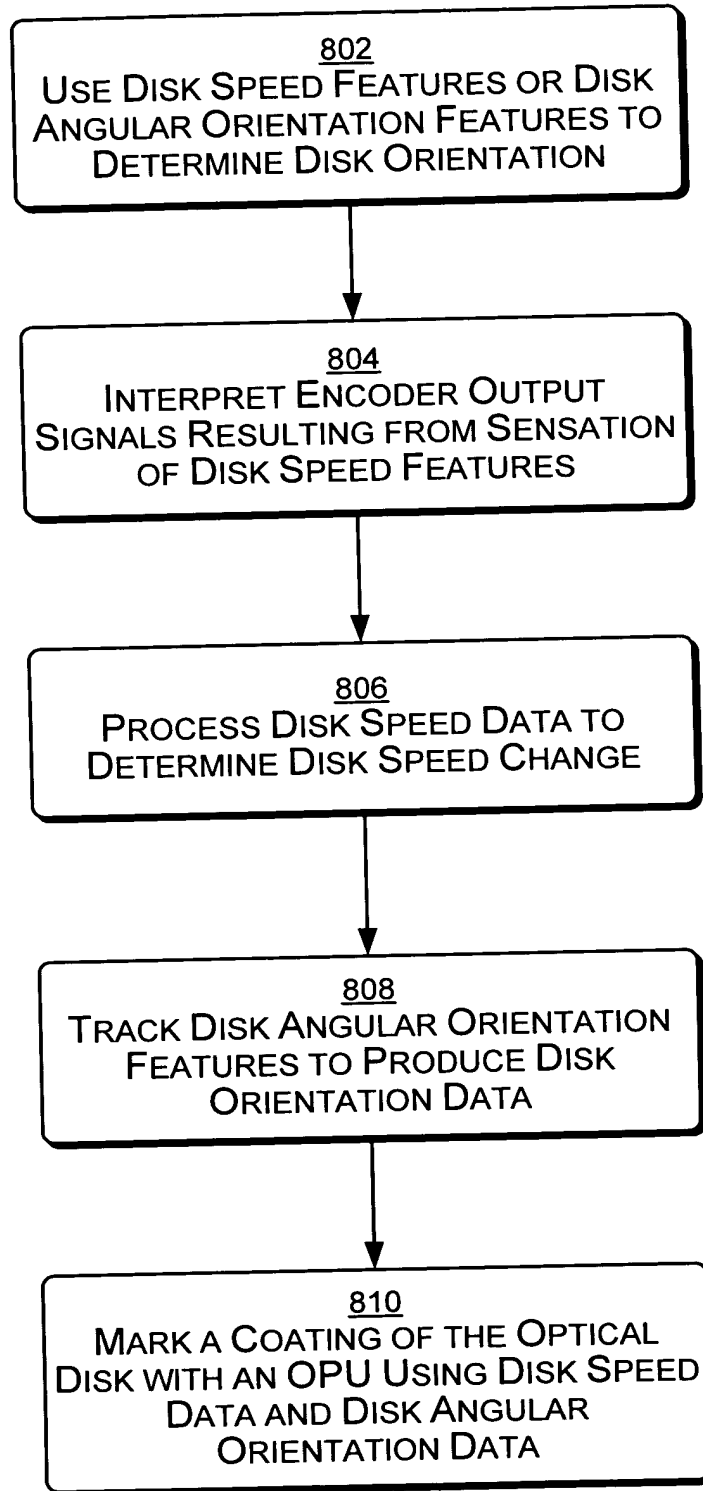 802
USE DISK SPEED FEATURES OR DISK
ANGULAR ORIENTATION FEATURES TO
DETERMINE DISK ORIENTATION
804
INTERPRET ENCODER OUTPUT
SIGNALS RESULTING FROM SENSATION
OF DISK SPEED FEATURES
806
PROCESS DISK SPEED DATA TO
DETERMINE DISK SPEED CHANGE
808
TRACK DISK ANGULAR ORIENTATION
FEATURES TO PRODUCE DISK
ORIENTATION DATA
810
MARK A COATING OF THE OPTICAL
DISK WITH AN OPU USING DISK SPEED
DATA AND DISK ANGULAR
ORIENTATION DATA